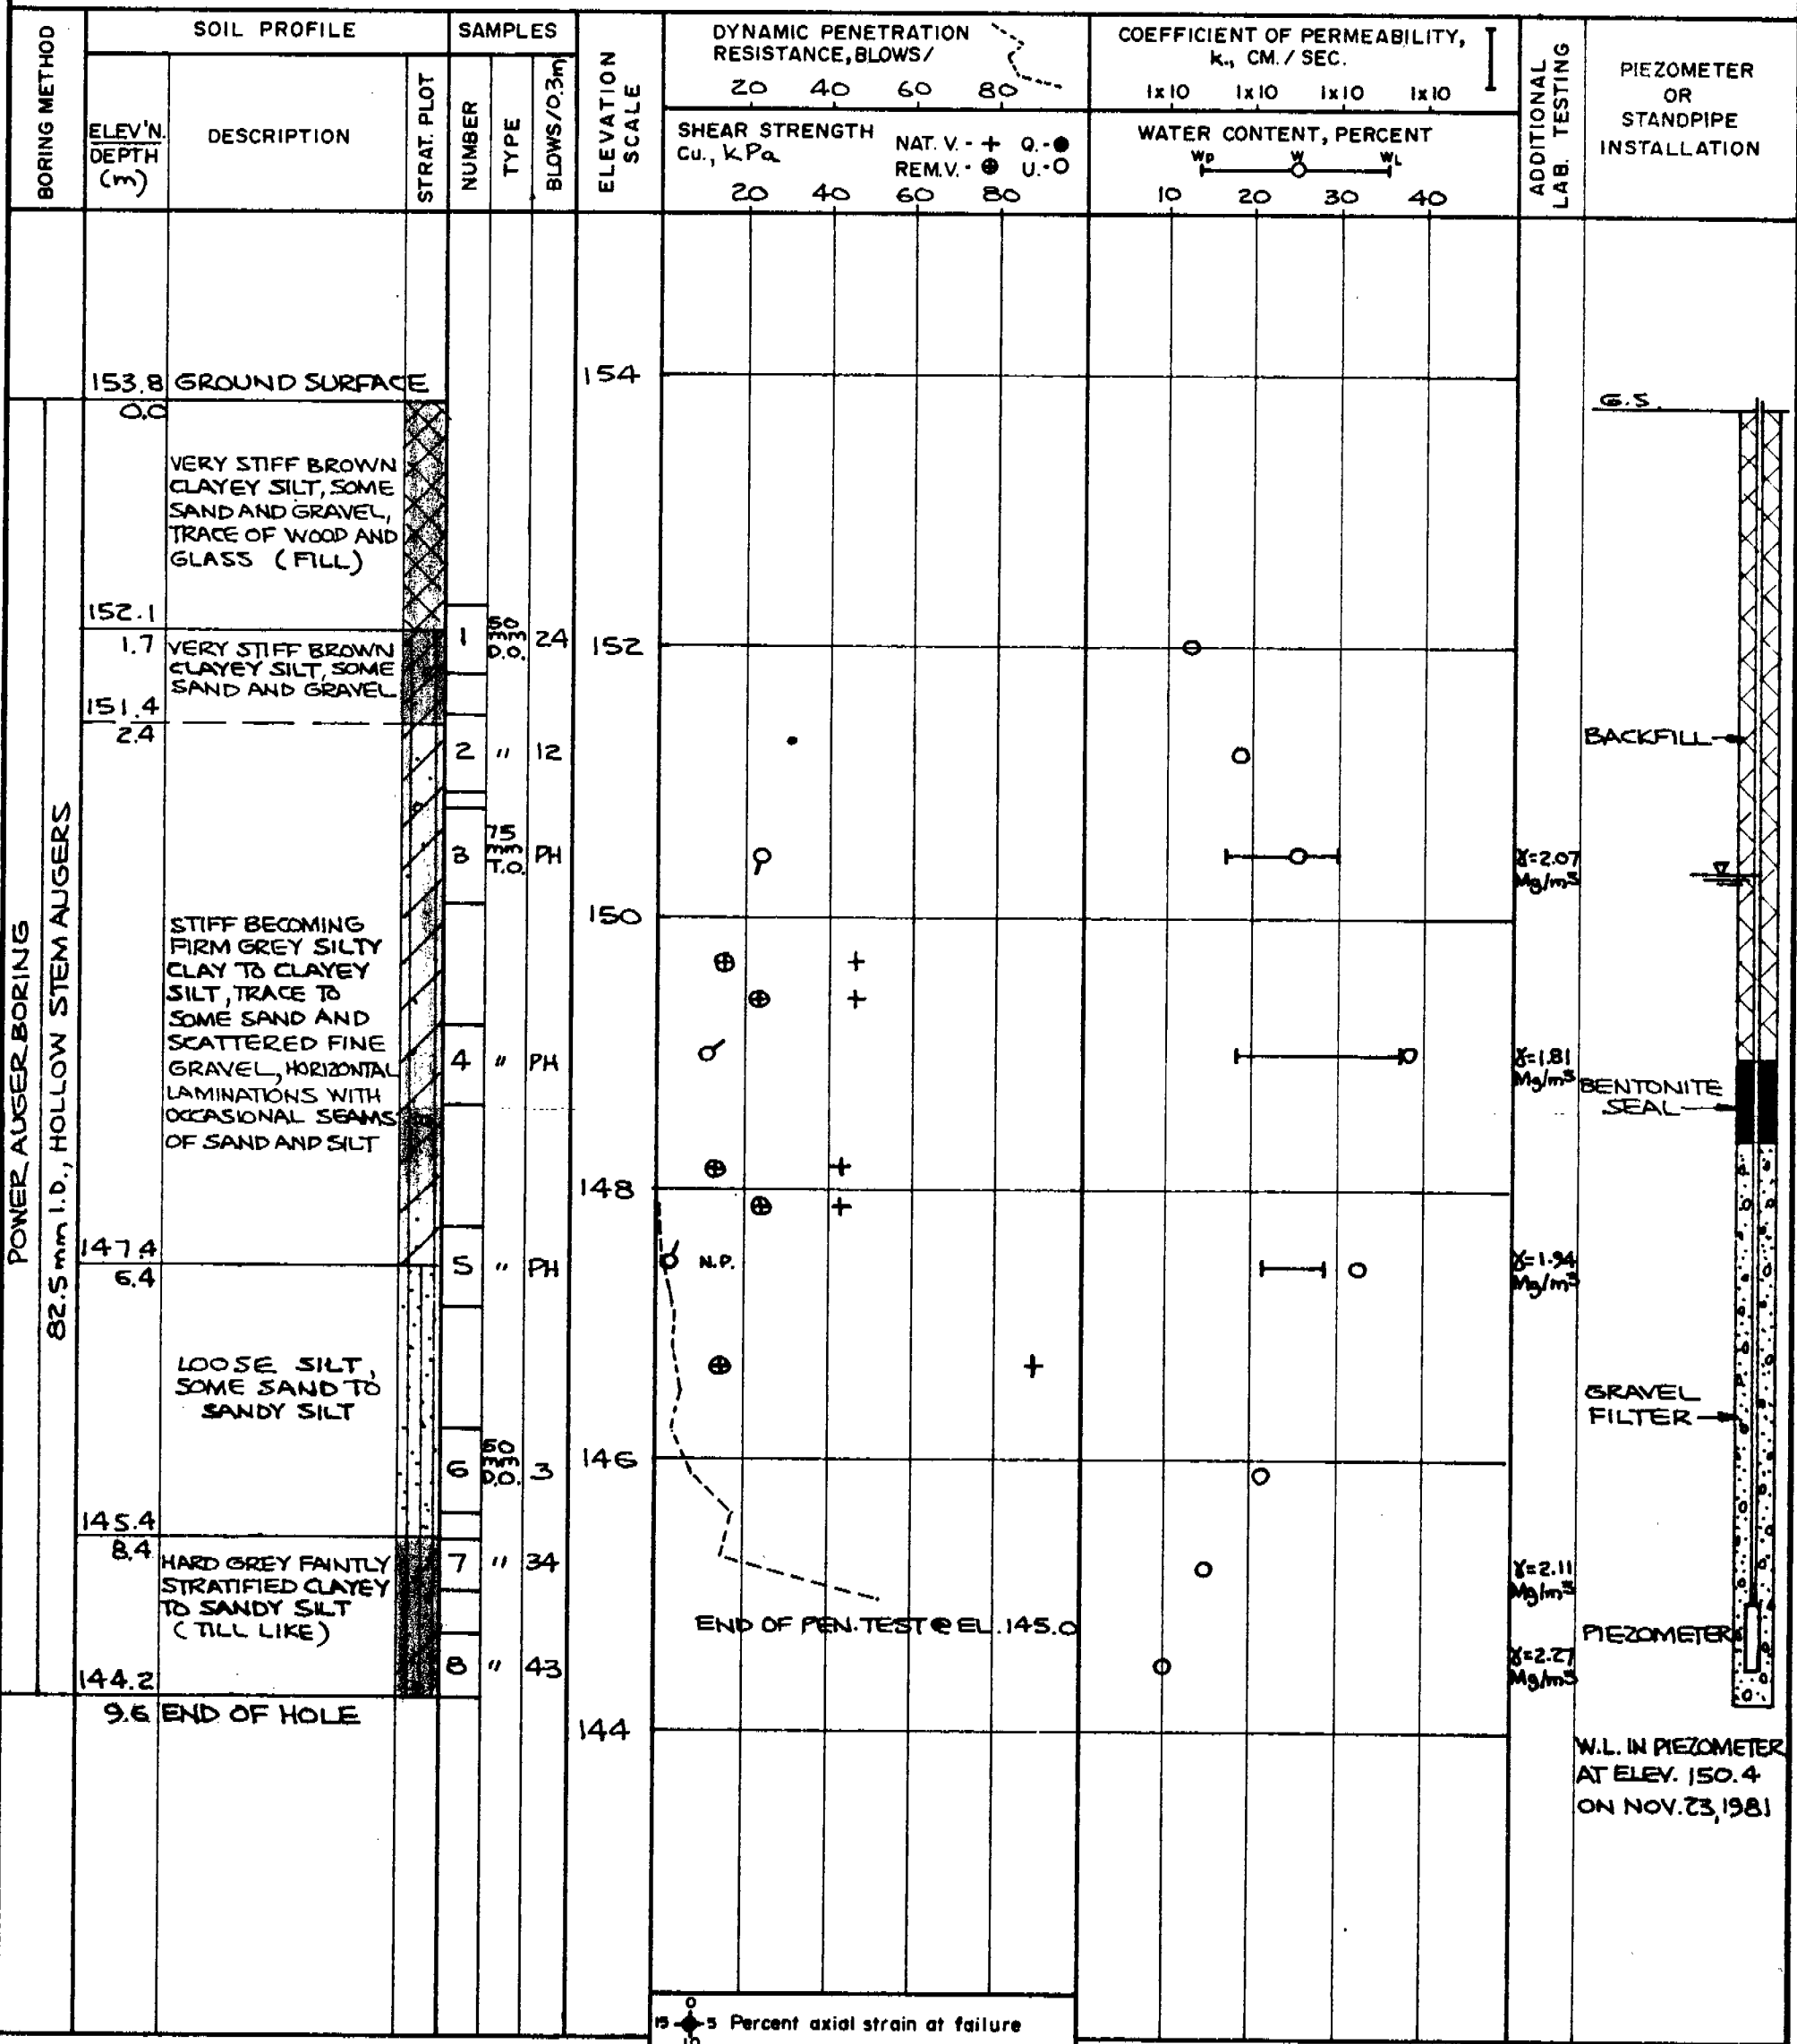 BORING METHOD
SOIL PROFILE
ELEV'N.
DEPTH
(m)
DESCRIPTION
STRAT. PLOT
SAMPLES
NUMBER
TYPE
BLOWS/0.3m
ELEVATION
SCALE
DYNAMIC PENETRATION
RESISTANCE, BLOWS/
20 40 60 80
SHEAR STRENGTH
Cu., kPa
NAT. V. - + Q. - ●
REM.V. - ⊕ U. - O
20 40 60 80
COEFFICIENT OF PERMEABILITY,
k., CM. / SEC.
1x10 1x10 1x10 1x10
WATER CONTENT, PERCENT
Wp W WL
10 20 30 40
ADDITIONAL
LAB. TESTING
PIEZOMETER
OR
STANDPIPE
INSTALLATION
POWER AUGER BORING
82.5 mm I.D., HOLLOW STEM AUGERS
153.8 GROUND SURFACE
0.0
VERY STIFF BROWN
CLAYEY SILT, SOME
SAND AND GRAVEL,
TRACE OF WOOD AND
GLASS (FILL)
152.1
1.7
VERY STIFF BROWN
CLAYEY SILT, SOME
SAND AND GRAVEL
151.4
2.4
STIFF BECOMING
FIRM GREY SILTY
CLAY TO CLAYEY
SILT, TRACE TO
SOME SAND AND
SCATTERED FINE
GRAVEL, HORIZONTAL
LAMINATIONS WITH
OCCASIONAL SEAMS
OF SAND AND SILT
147.4
6.4
LOOSE SILT,
SOME SAND TO
SANDY SILT
145.4
8.4
HARD GREY FAINTLY
STRATIFIED CLAYEY
TO SANDY SILT
(TILL LIKE)
144.2
9.6 END OF HOLE
1 50 mm D.O. 24
2 " 12
3 75 mm T.O. PH
4 " PH
5 " PH
6 50 mm D.O. 3
7 " 34
8 " 43
154
152
150
148
146
144
N.P.
END OF PEN. TEST @ EL. 145.0
0
15 5 Percent axial strain at failure
10
γ=2.07
Mg/m³
γ=1.81
Mg/m³
γ=1.94
Mg/m³
γ=2.11
Mg/m³
γ=2.27
Mg/m³
G.S.
BACKFILL
BENTONITE
SEAL
GRAVEL
FILTER
PIEZOMETER
W.L. IN PIEZOMETER
AT ELEV. 150.4
ON NOV. 23, 1981